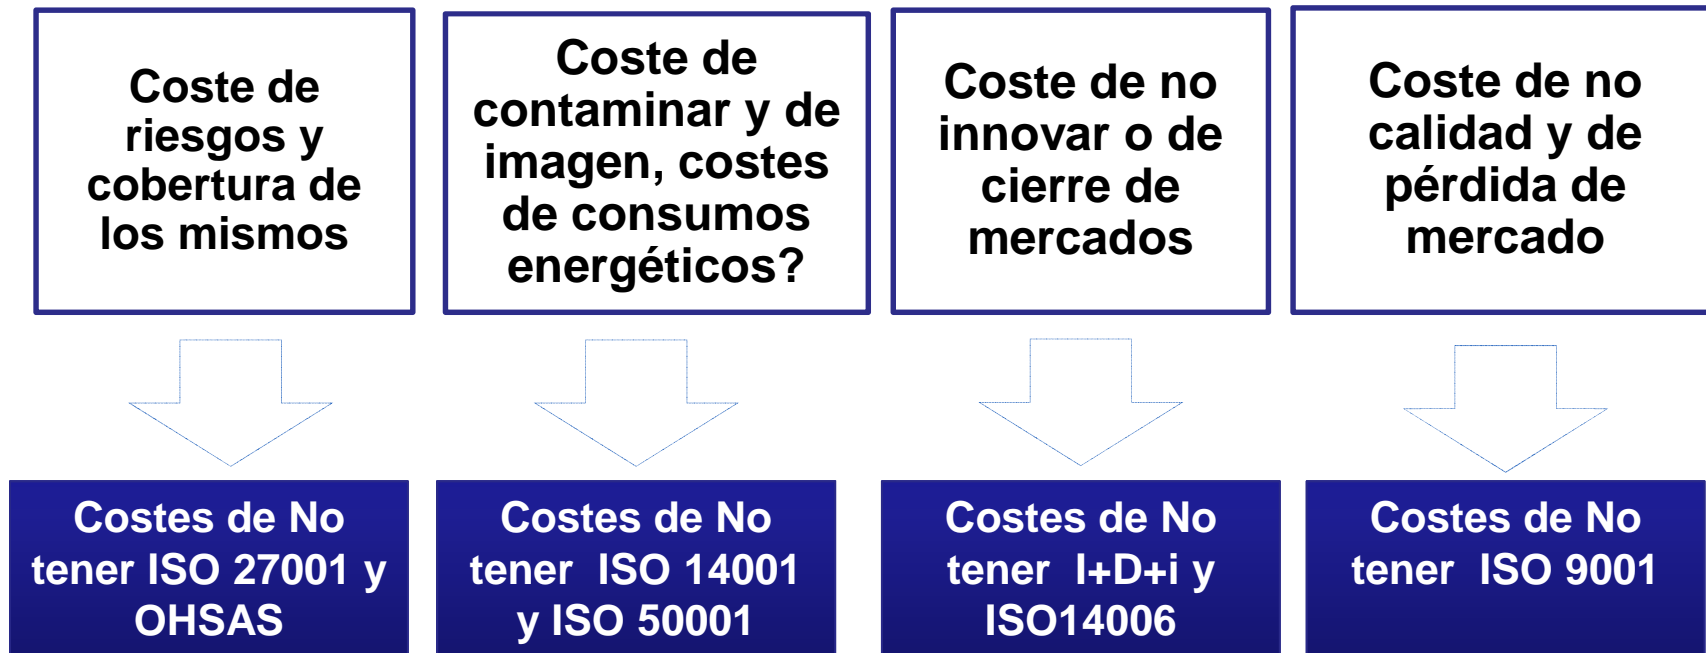 Coste de
riesgos y
cobertura de
los mismos
Coste de
contaminar y de
imagen, costes
de consumos
energéticos?
Coste de no
innovar o de
cierre de
mercados
Coste de no
calidad y de
pérdida de
mercado
Costes de No
tener ISO 27001 y
OHSAS
Costes de No
tener  ISO 14001
y ISO 50001
Costes de No
tener  I+D+i y
ISO14006
Costes de No
tener  ISO 9001